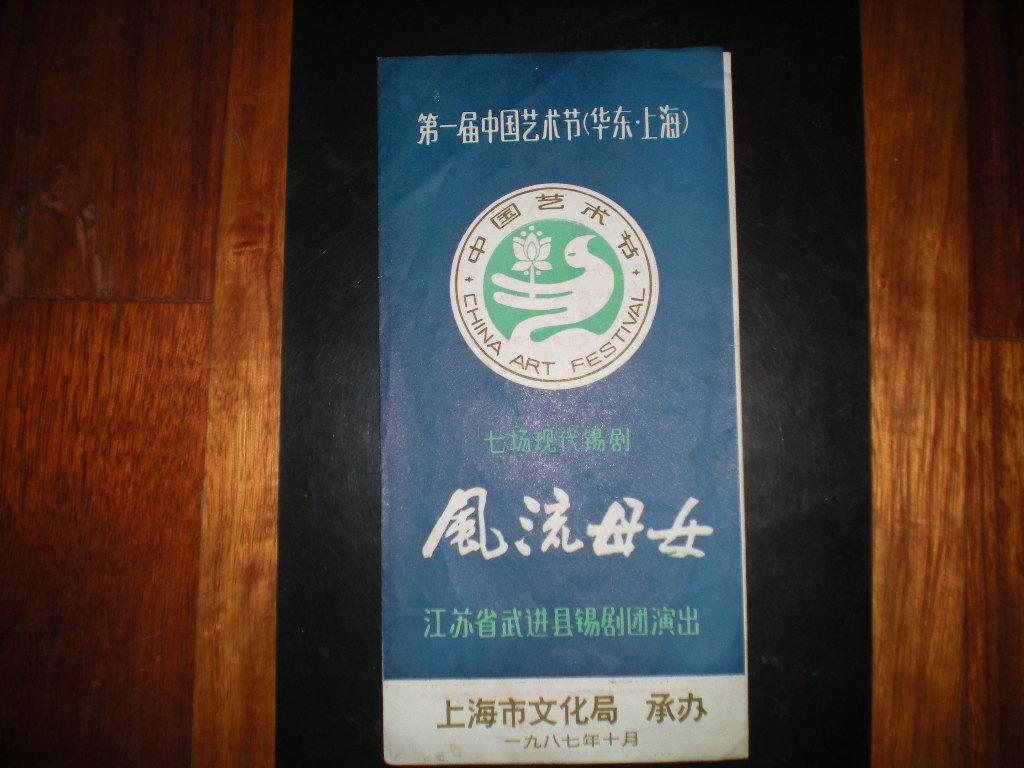 第一届中国艺术节(华东·上海)
中国艺术节
CHINA ART FESTIVAL
七场现代锡剧
風流母女
江苏省武进县锡剧团演出
上海市文化局 承办
一九八七年十月